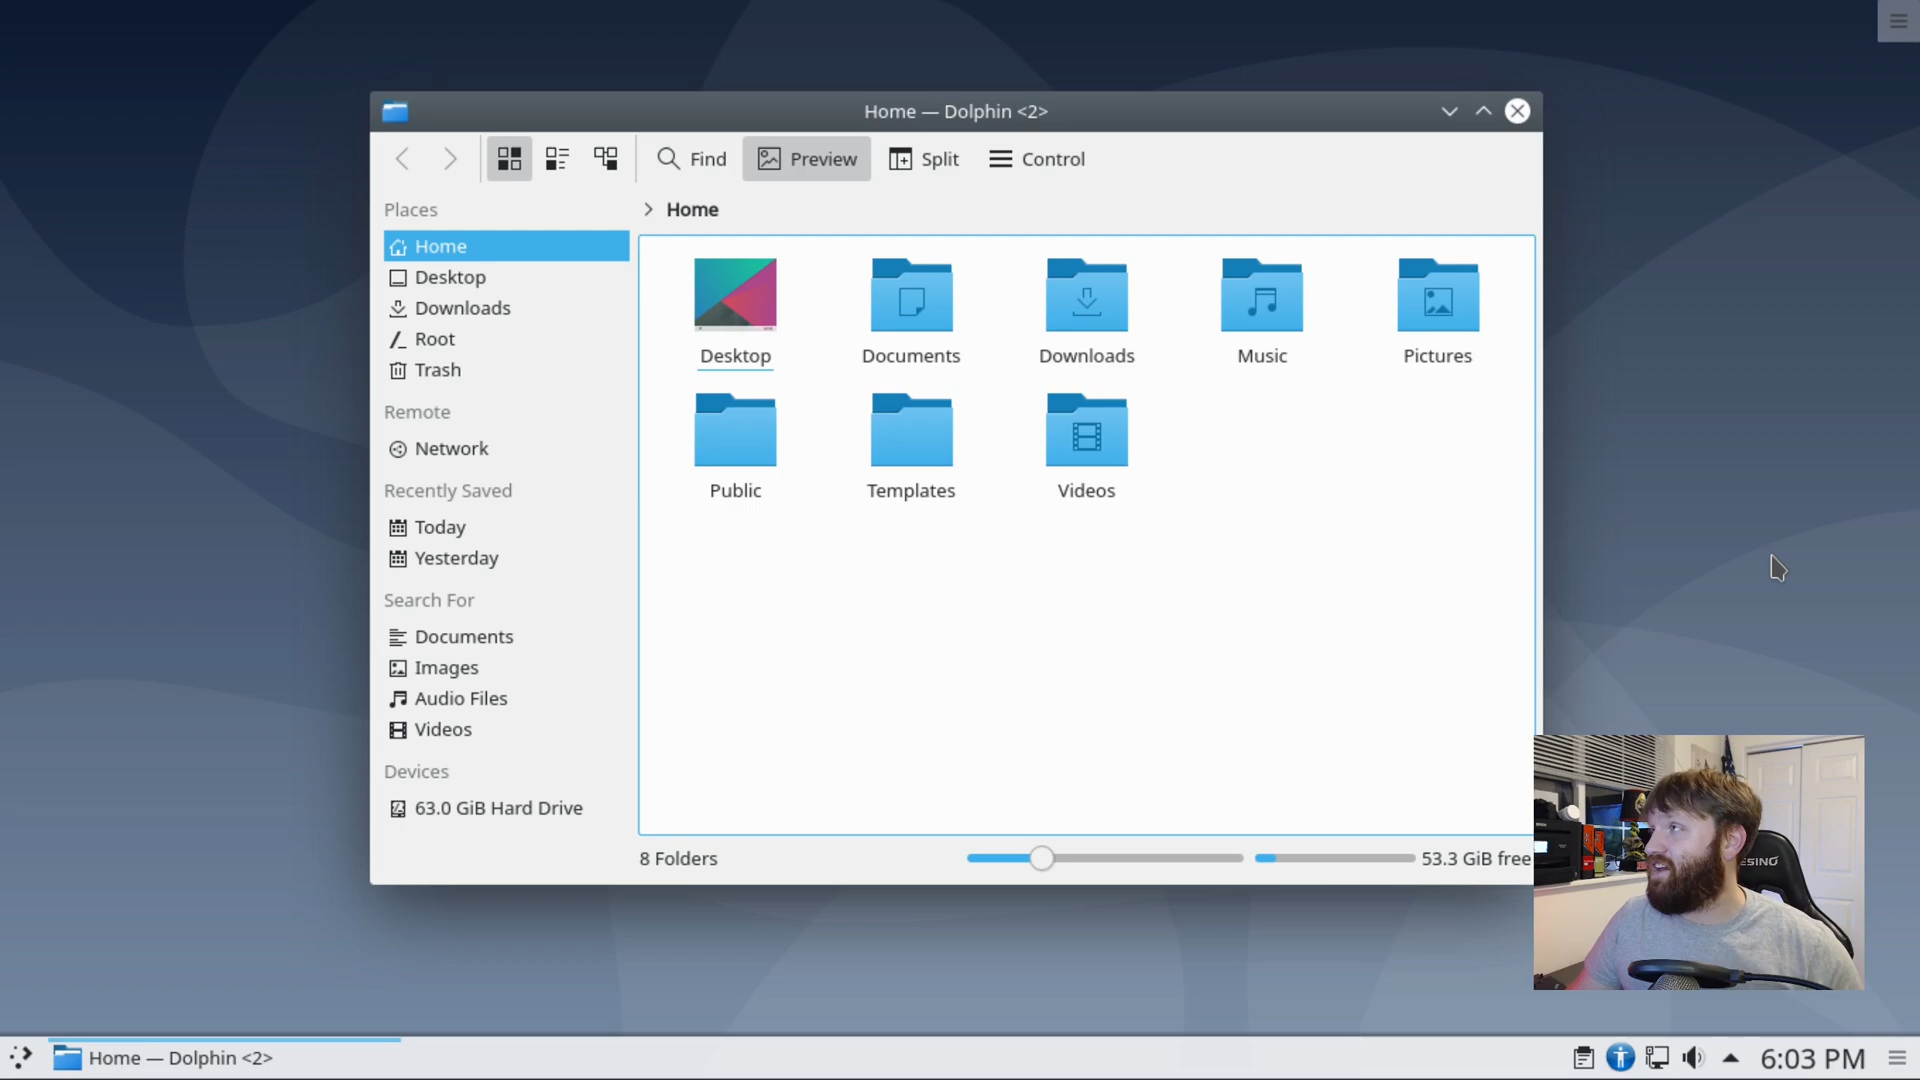 Home — Dolphin <2>
Find
Preview
Split
Control
Places
Home
Desktop
Downloads
Root
Trash
Remote
Network
Recently Saved
Today
Yesterday
Search For
Documents
Images
Audio Files
Videos
Devices
63.0 GiB Hard Drive
Home
Desktop
Documents
Downloads
Music
Pictures
Public
Templates
Videos
8 Folders
53.3 GiB free
ESINO
Home — Dolphin <2>
6:03 PM